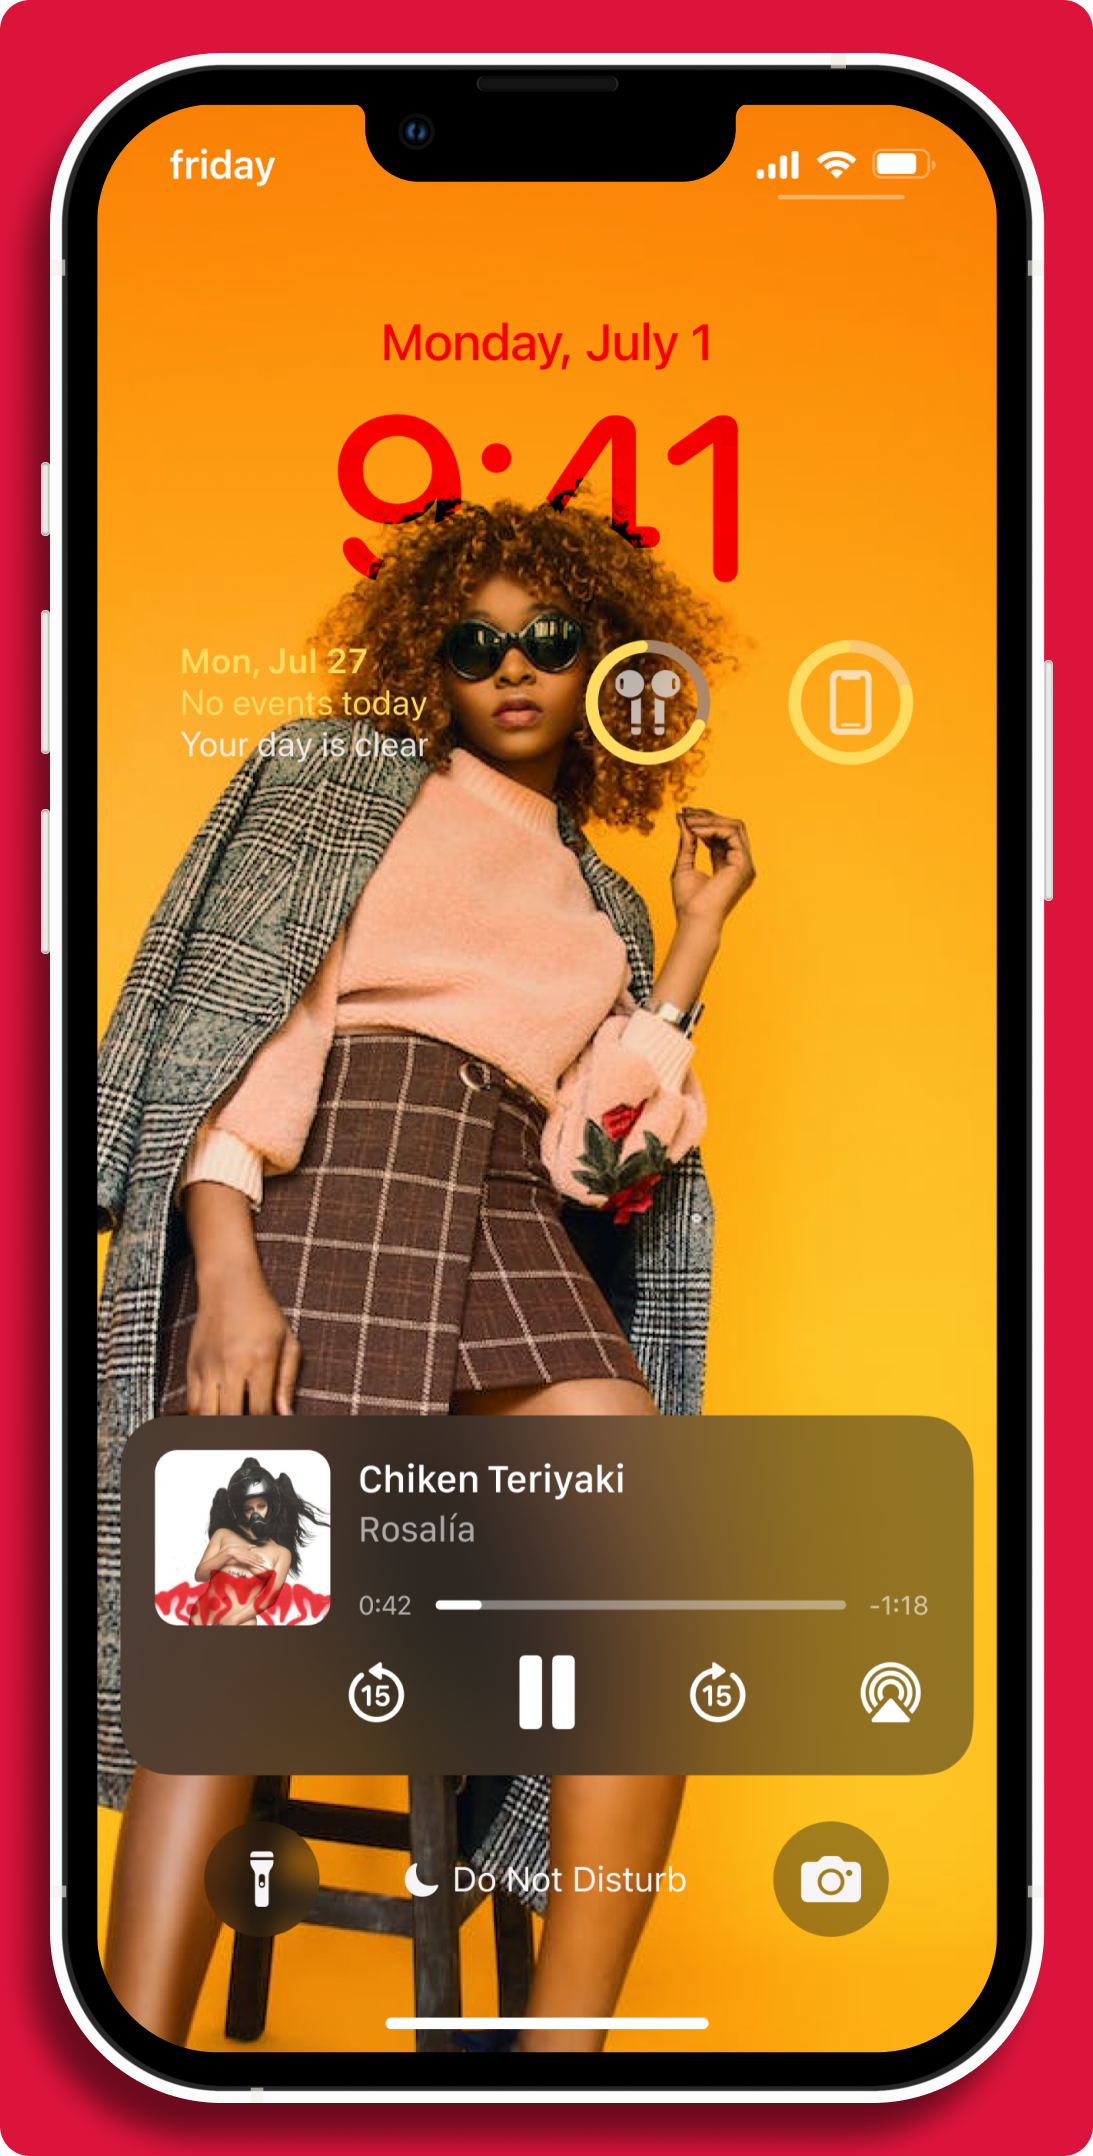 friday
Monday, July 1
9:41
Mon, Jul 27
No events today
Your day is clear
Chiken Teriyaki
Rosalía
0:42
-1:18
15
15
Do Not Disturb